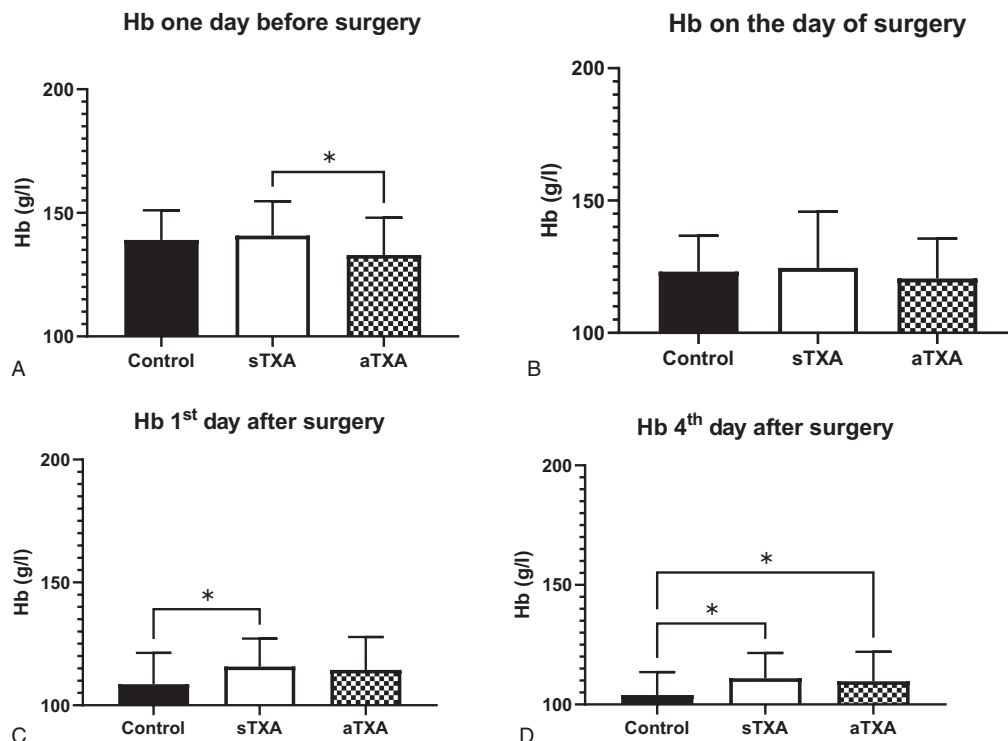 Hb one day before surgery
200
150
100
Hb (g/l)
*
Control sTXA aTXA
A
Hb on the day of surgery
200
150
100
Hb (g/l)
Control sTXA aTXA
B
Hb 1st day after surgery
200
150
100
Hb (g/l)
*
Control sTXA aTXA
C
Hb 4th day after surgery
200
150
100
Hb (g/l)
*
*
Control sTXA aTXA
D